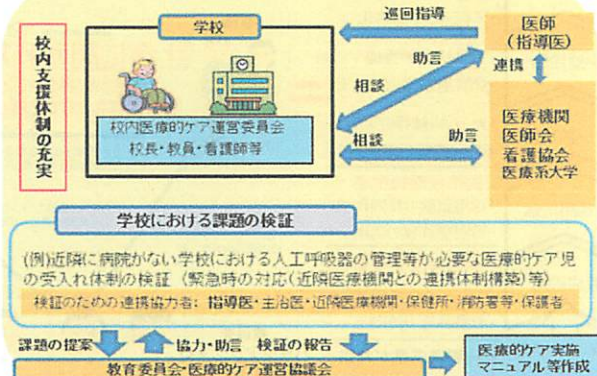 校内支援体制の充実
学校
校内医療的ケア運営委員会
校長・教員・看護師等
巡回指導
助言
相談
相談
助言
医師
(指導医)
連携
医療機関
医師会
看護協会
医療系大学
学校における課題の検証
(例)近隣に病院がない学校における人工呼吸器の管理等が必要な医療的ケア児
の受入れ体制の検証 (緊急時の対応(近隣医療機関との連携体制構築)等)
検証のための連携協力者: 指導医・主治医・近隣医療機関・保健所・消防署等・保護者
課題の提案
協力・助言
検証の報告
教育委員会・医療的ケア運営協議会
医療的ケア実施
マニュアル等作成